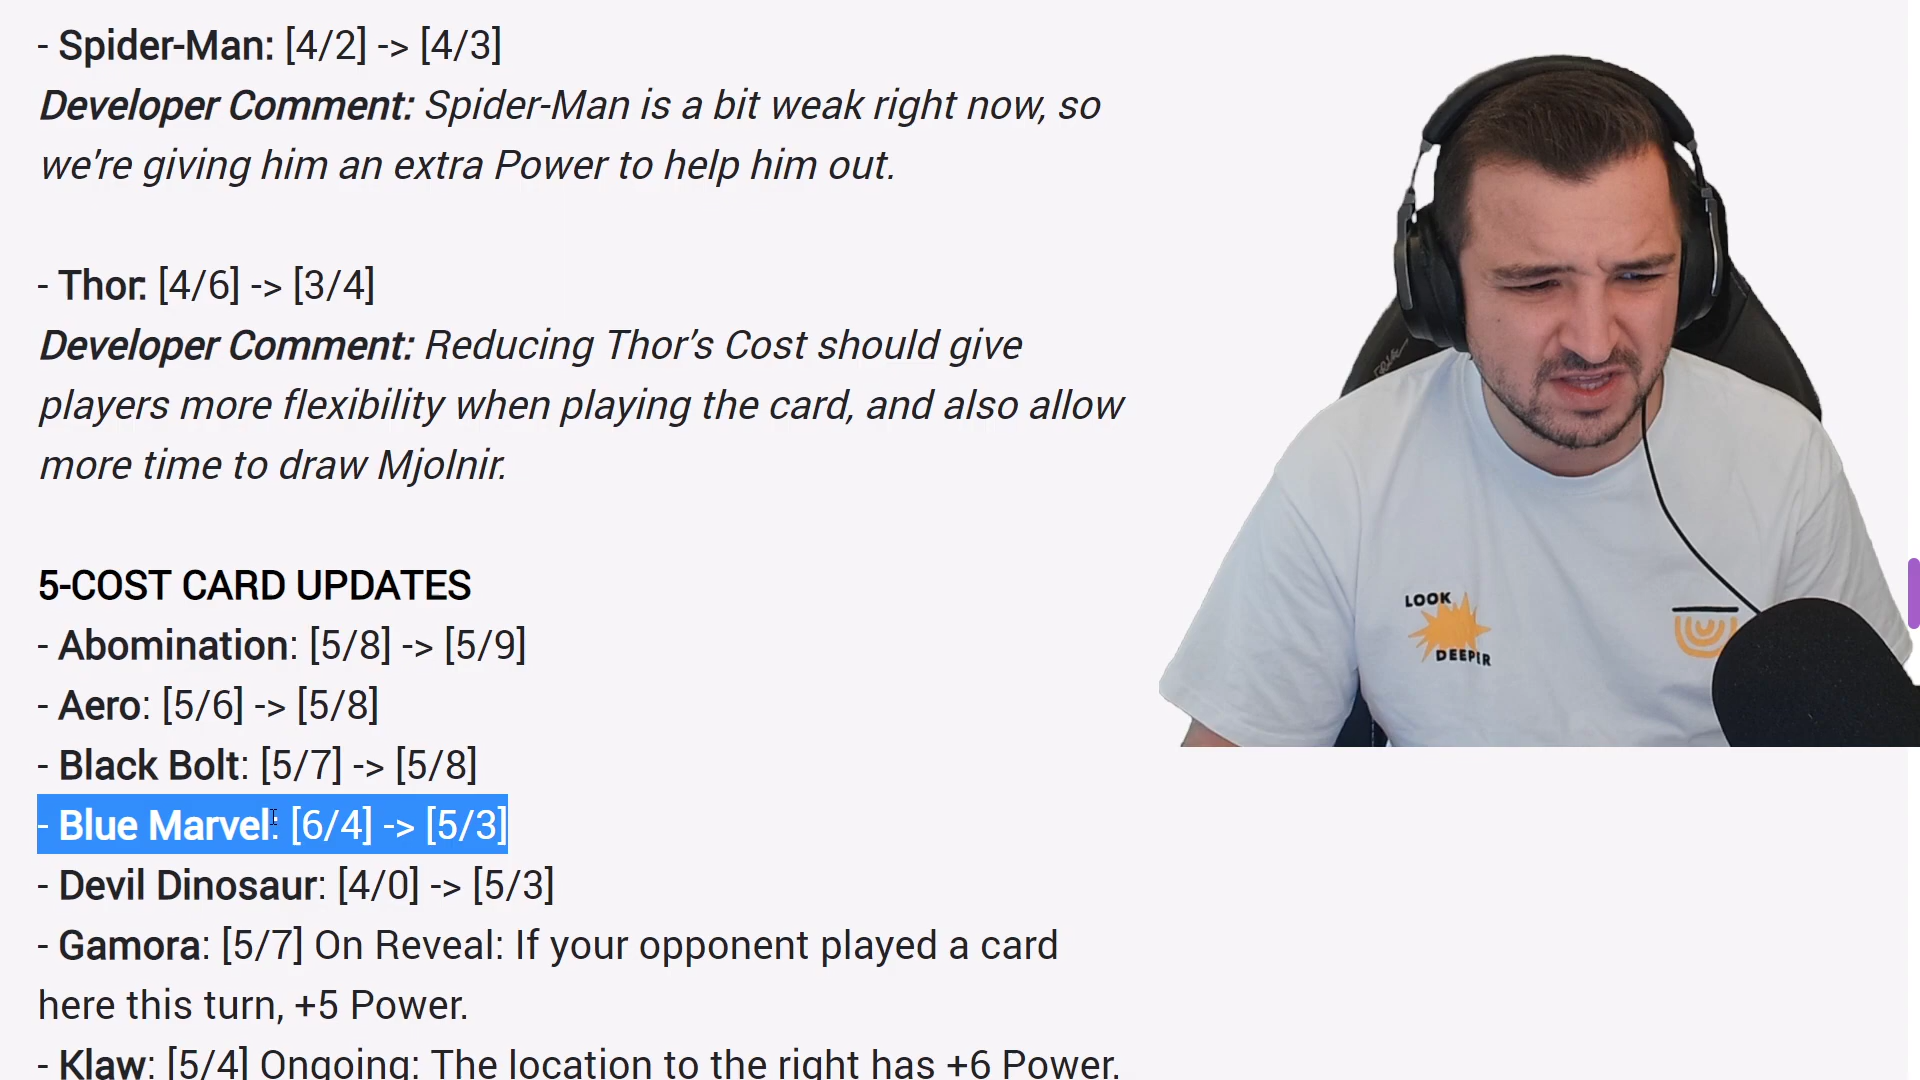 - Spider-Man: [4/2] -> [4/3]
Developer Comment: Spider-Man is a bit weak right now, so
we're giving him an extra Power to help him out.
- Thor: [4/6] -> [3/4]
Developer Comment: Reducing Thor's Cost should give
players more flexibility when playing the card, and also allow
more time to draw Mjolnir.
5-COST CARD UPDATES
- Abomination: [5/8] -> [5/9]
- Aero: [5/6] -> [5/8]
- Black Bolt: [5/7] -> [5/8]
- Blue Marvel: [6/4] -> [5/3]
- Devil Dinosaur: [4/0] -> [5/3]
- Gamora: [5/7] On Reveal: If your opponent played a card
here this turn, +5 Power.
- Klaw: [5/4] Ongoing: The location to the right has +6 Power.
LOOK
DEEPER